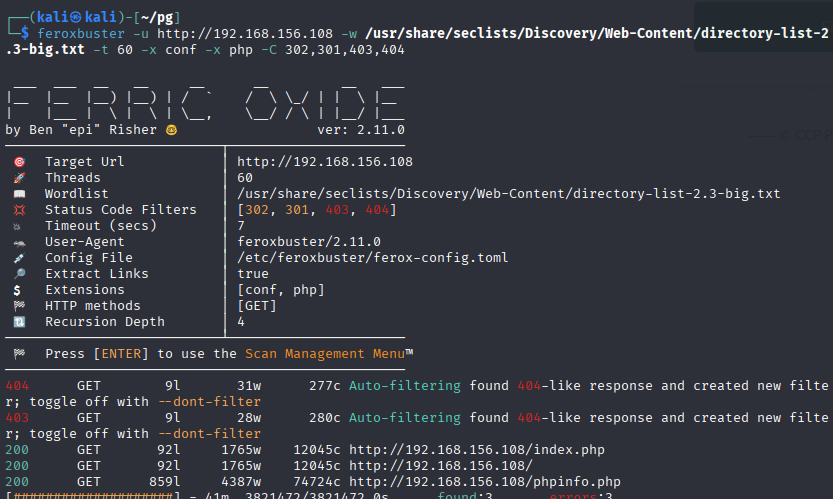 (kali㉿kali)-[~/pg]
$ feroxbuster -u http://192.168.156.108 -w /usr/share/seclists/Discovery/Web-Content/directory-list-2
.3-big.txt -t 60 -x conf -x php -C 302,301,403,404
FERRIC OXIDE
by Ben "epi" Risher 🤓 ver: 2.11.0
🎯 Target Url │ http://192.168.156.108
🚀 Threads │ 60
📖 Wordlist │ /usr/share/seclists/Discovery/Web-Content/directory-list-2.3-big.txt
💢 Status Code Filters │ [302, 301, 403, 404]
💥 Timeout (secs) │ 7
🦡 User-Agent │ feroxbuster/2.11.0
💉 Config File │ /etc/feroxbuster/ferox-config.toml
🔎 Extract Links │ true
💲 Extensions │ [conf, php]
🏁 HTTP methods │ [GET]
🔃 Recursion Depth │ 4
🏁 Press [ENTER] to use the Scan Management Menu™
404 GET 9l 31w 277c Auto-filtering found 404-like response and created new filte
r; toggle off with --dont-filter
403 GET 9l 28w 280c Auto-filtering found 404-like response and created new filte
r; toggle off with --dont-filter
200 GET 92l 1765w 12045c http://192.168.156.108/index.php
200 GET 92l 1765w 12045c http://192.168.156.108/
200 GET 859l 4387w 74724c http://192.168.156.108/phpinfo.php
[####################] - 41m 3821472/3821472 0s found:3 errors:3